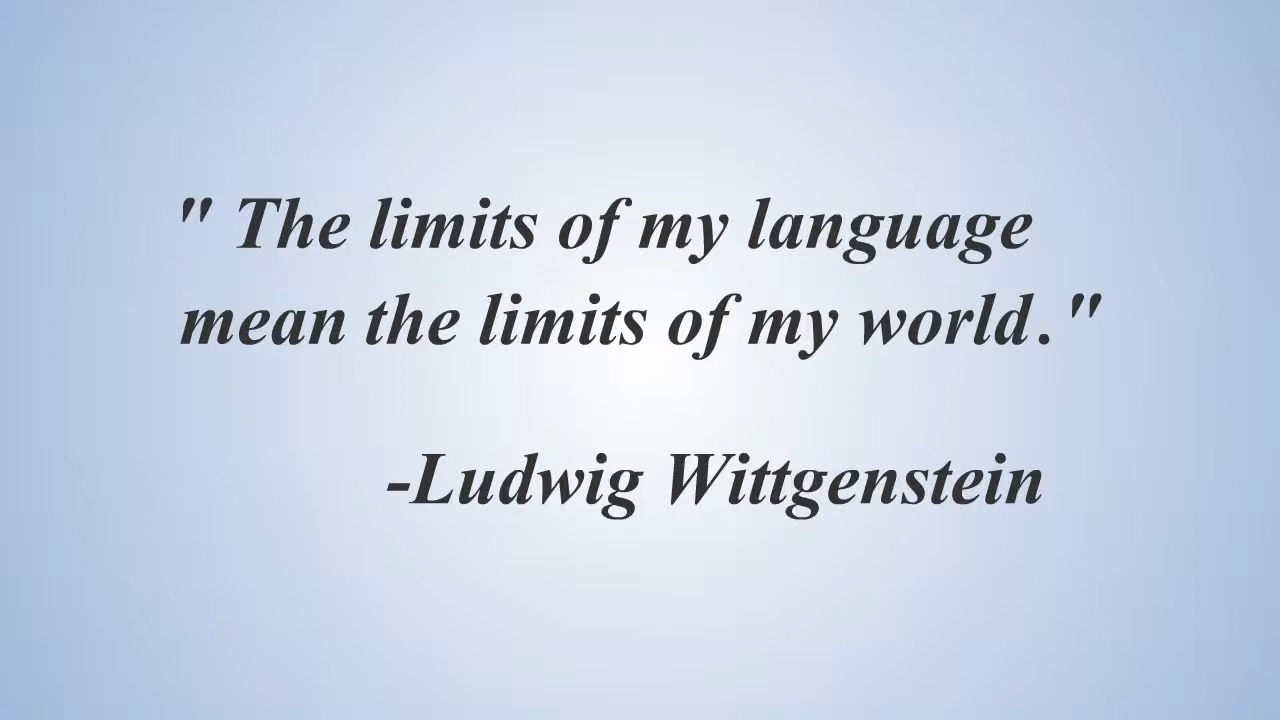 " The limits of my language
mean the limits of my world."
-Ludwig Wittgenstein